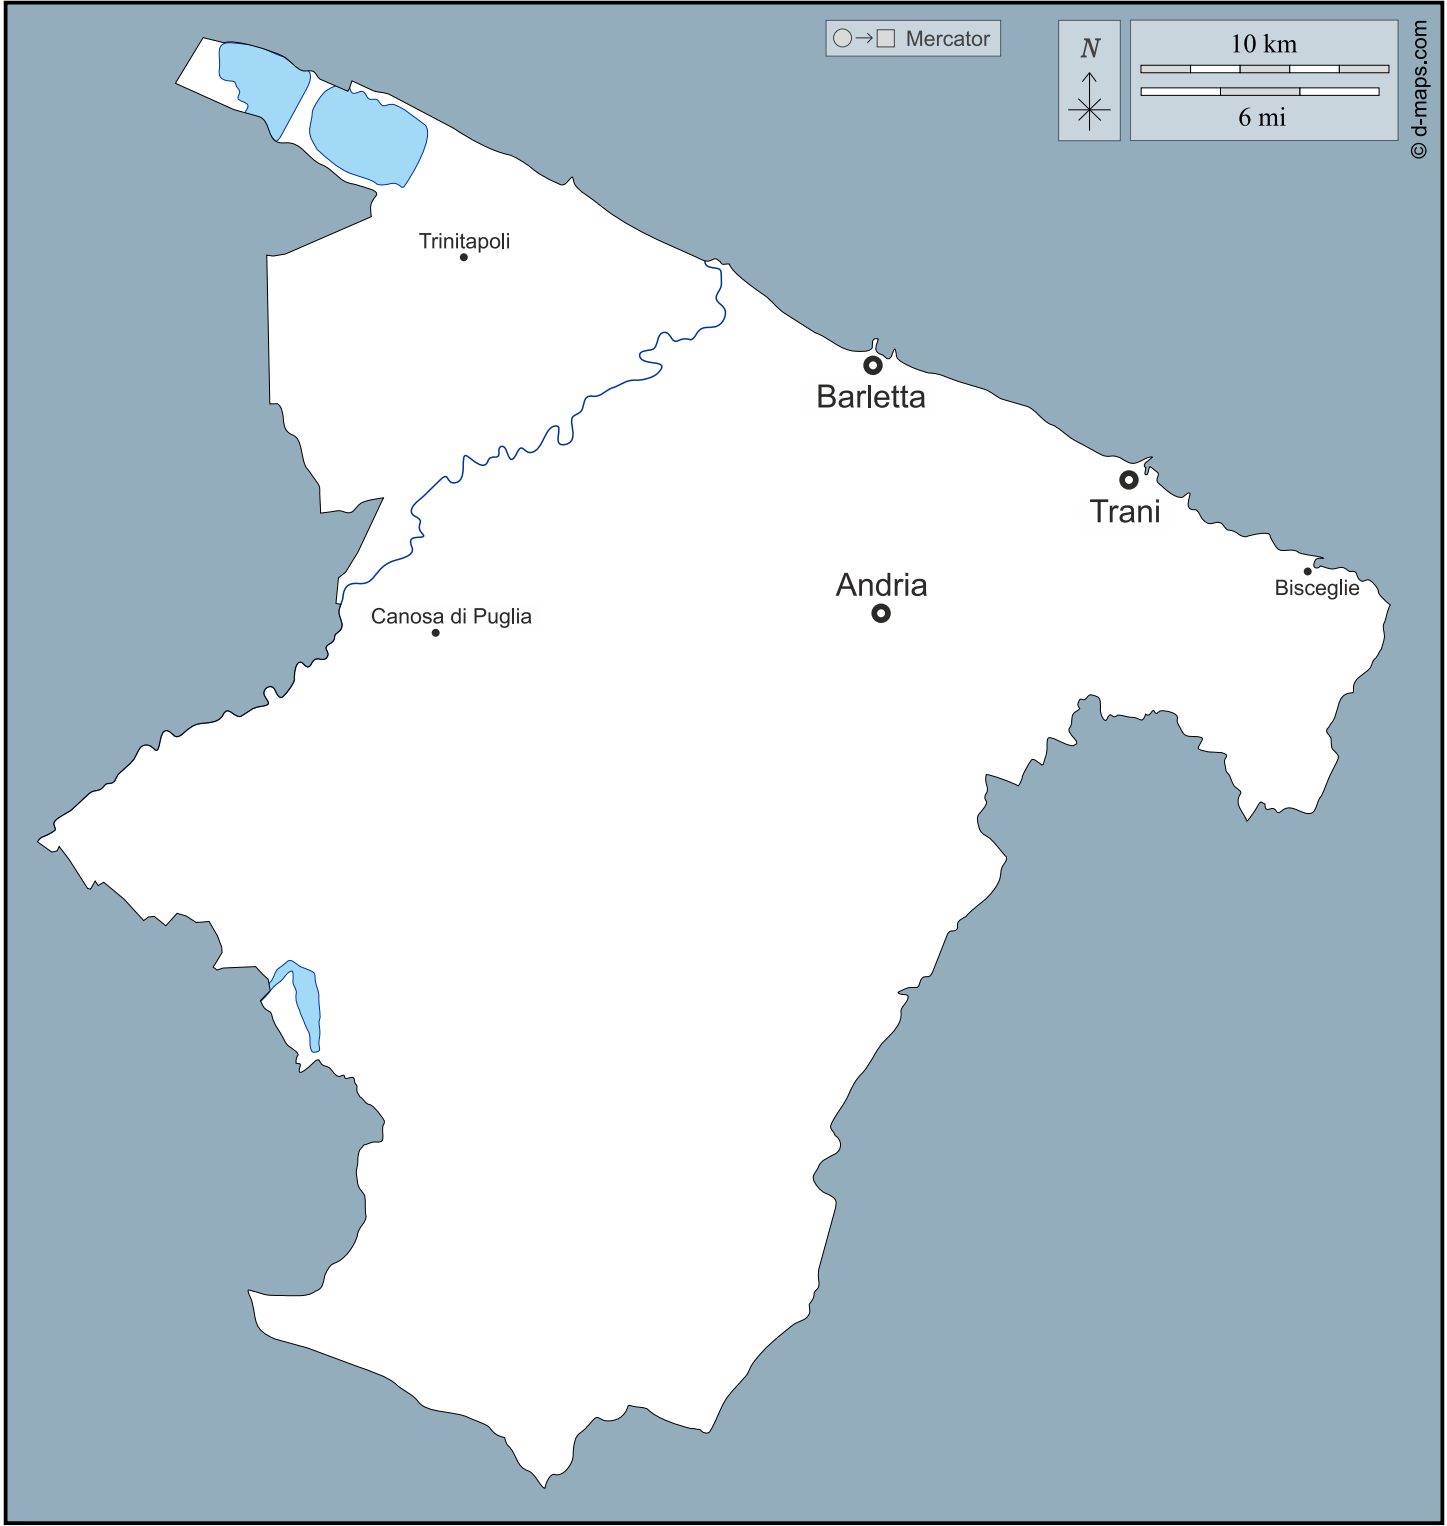 Mercator
N
10 km
6 mi
© d-maps.com
Trinitapoli
Barletta
Trani
Andria
Bisceglie
Canosa di Puglia